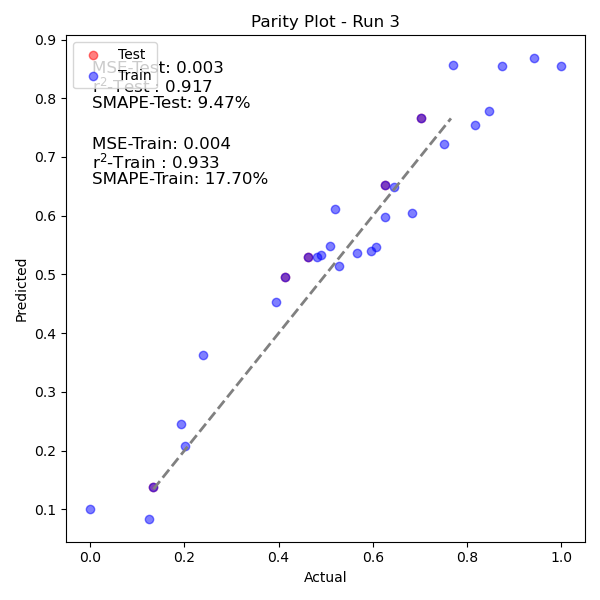 Parity Plot - Run 3
Test
Train
MSE-Test: 0.003
r²-Test : 0.917
SMAPE-Test: 9.47%
MSE-Train: 0.004
r²-Train : 0.933
SMAPE-Train: 17.70%
Predicted
0.9
0.8
0.7
0.6
0.5
0.4
0.3
0.2
0.1
0.0
0.2
0.4
0.6
0.8
1.0
Actual